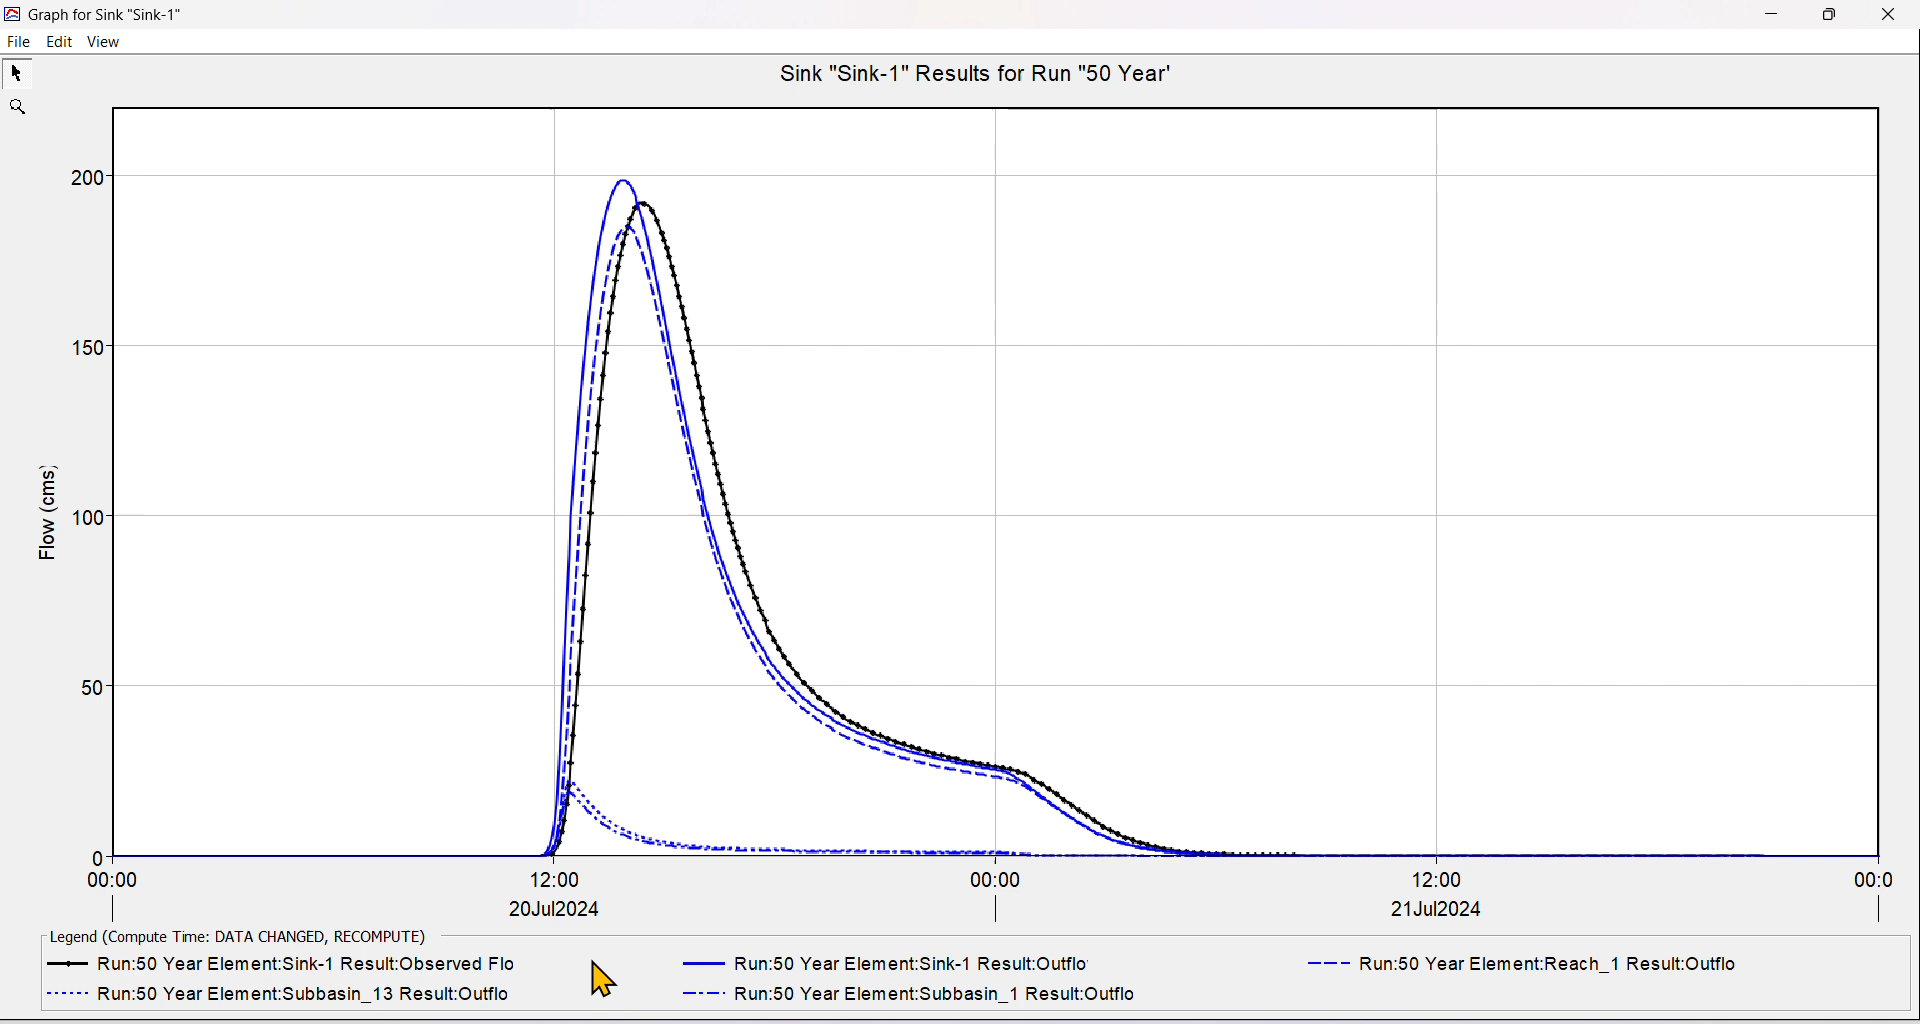 Graph for Sink "Sink-1"
File Edit View
Sink "Sink-1" Results for Run "50 Year'
200
150
100
50
0
Flow (cms)
00:00 12:00 00:00 12:00 00:0
20Jul2024 21Jul2024
Legend (Compute Time: DATA CHANGED, RECOMPUTE)
Run:50 Year Element:Sink-1 Result:Observed Flo Run:50 Year Element:Sink-1 Result:Outflo Run:50 Year Element:Reach_1 Result:Outflo
Run:50 Year Element:Subbasin_13 Result:Outflo Run:50 Year Element:Subbasin_1 Result:Outflo